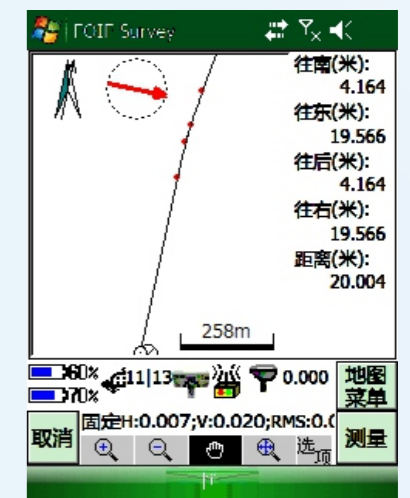 FOIF Survey
往南(米):
4.164
往东(米):
19.566
往后(米):
4.164
往右(米):
19.566
距离(米):
20.004
258m
60%
11|13
0.000
地图
菜单
70%
固定H:0.007;V:0.020;RMS:0.0
取消
选项
测量